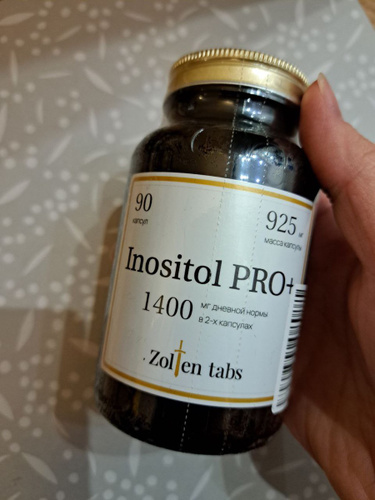 90
капсул
925 мг
масса капсулы
Inositol PRO+
1400
мг дневной нормы
в 2-х капсулах
Zolten tabs